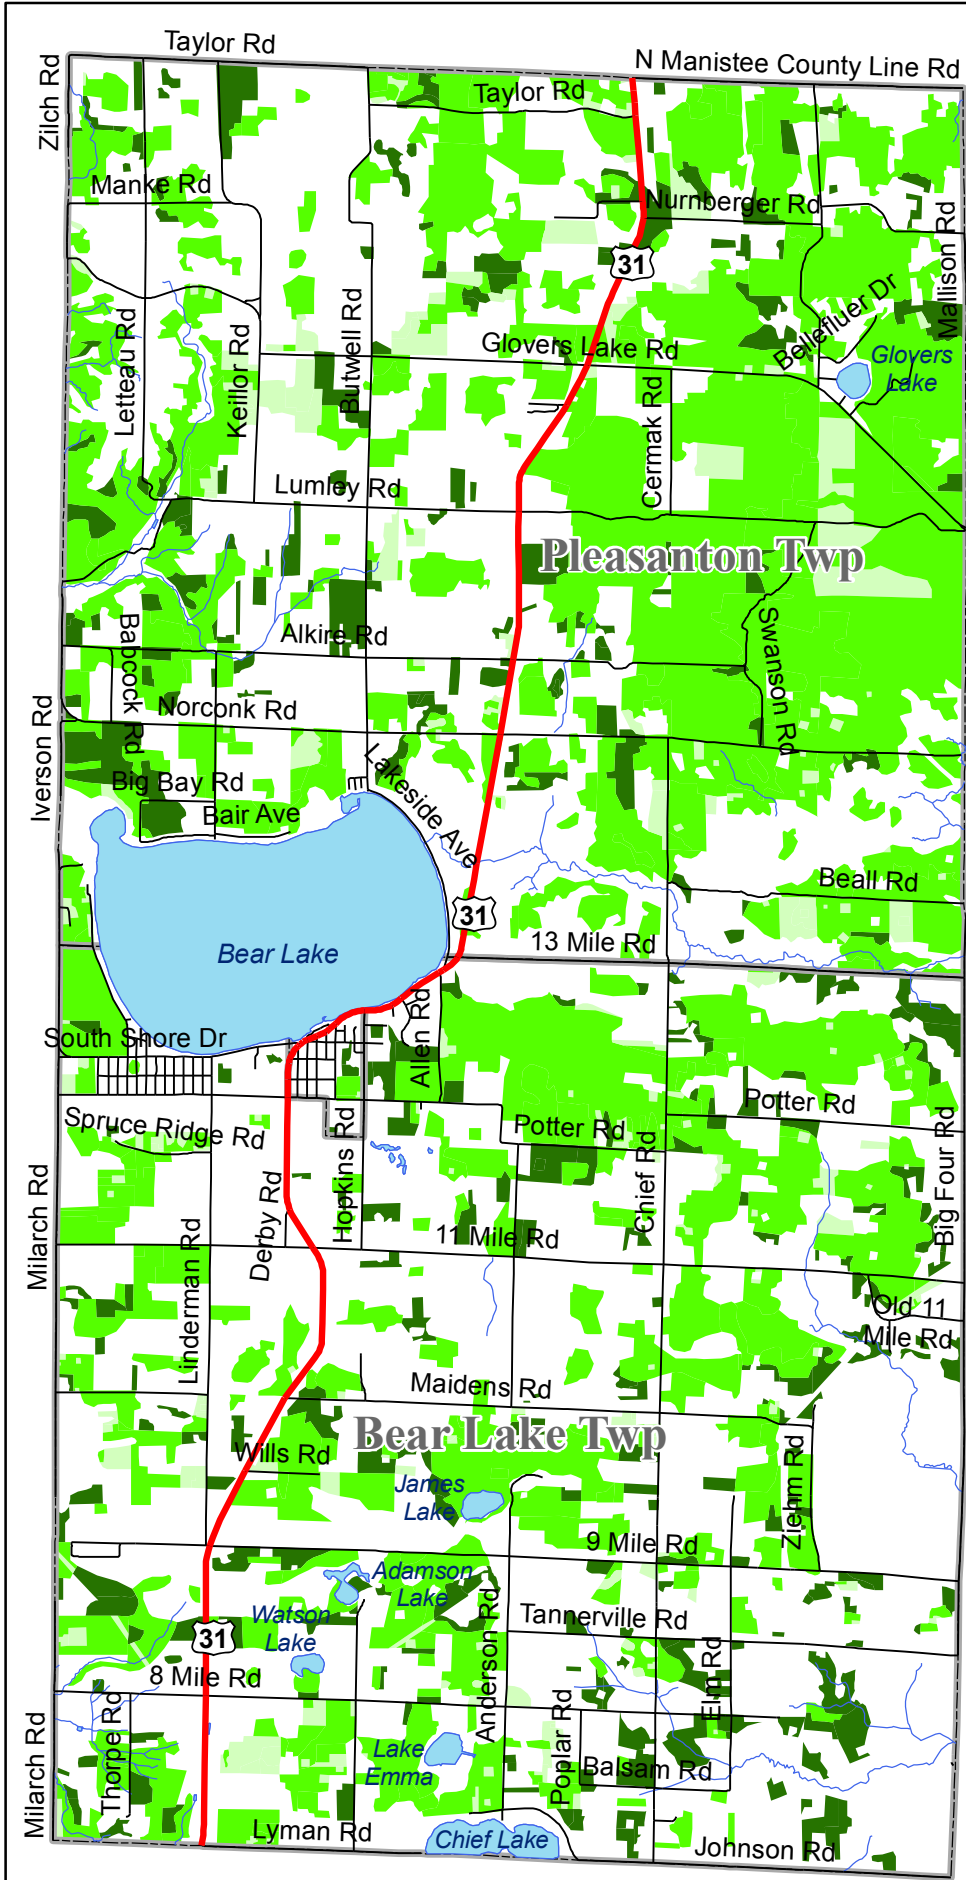 Taylor Rd
N Manistee County Line Rd
Zilch Rd
Taylor Rd
Manke Rd
Nurnberger Rd
Mallison Rd
31
Bellefluer Dr
Letteau Rd
Keillor Rd
Butwell Rd
Glovers Lake Rd
Glovers
Lake
Cermak Rd
Lumley Rd
Pleasanton Twp
Babcock Rd
Alkire Rd
Swanson Rd
Iverson Rd
Norconk Rd
Big Bay Rd
E Lakeside Ave
Bair Ave
Beall Rd
31
13 Mile Rd
Bear Lake
South Shore Dr
Allen Rd
Potter Rd
Spruce Ridge Rd
Potter Rd
Hopkins Rd
Chief Rd
Big Four Rd
Milarch Rd
Derby Rd
11 Mile Rd
Linderman Rd
Old 11
Mile Rd
Maidens Rd
Bear Lake Twp
Wills Rd
Ziehm Rd
James
Lake
9 Mile Rd
Adamson
Lake
Watson
Lake
Tannerville Rd
31
8 Mile Rd
Anderson Rd
Elm Rd
Milarch Rd
Thorpe Rd
Lake
Emma
Poplar Rd
Balsam Rd
Lyman Rd
Chief Lake
Johnson Rd